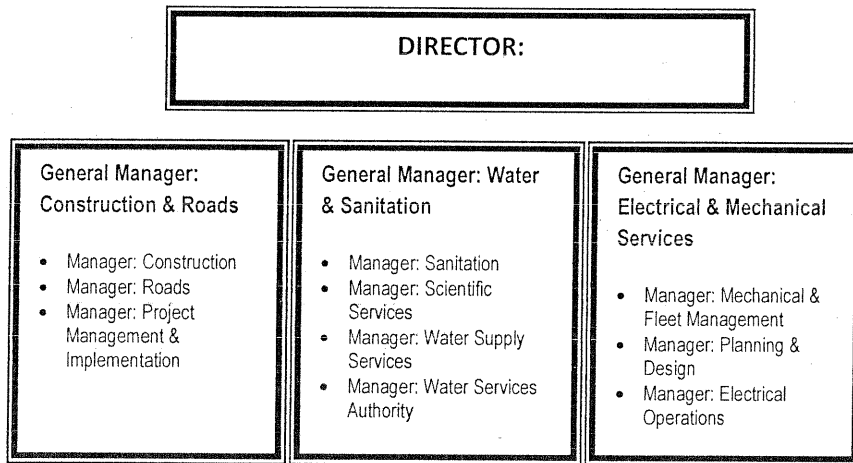 DIRECTOR:
General Manager:
Construction & Roads
• Manager: Construction
• Manager: Roads
• Manager: Project
Management &
Implementation
General Manager: Water
& Sanitation
• Manager: Sanitation
• Manager: Scientific
Services
• Manager: Water Supply
Services
• Manager: Water Services
Authority
General Manager:
Electrical & Mechanical
Services
• Manager: Mechanical &
Fleet Management
• Manager: Planning &
Design
• Manager: Electrical
Operations